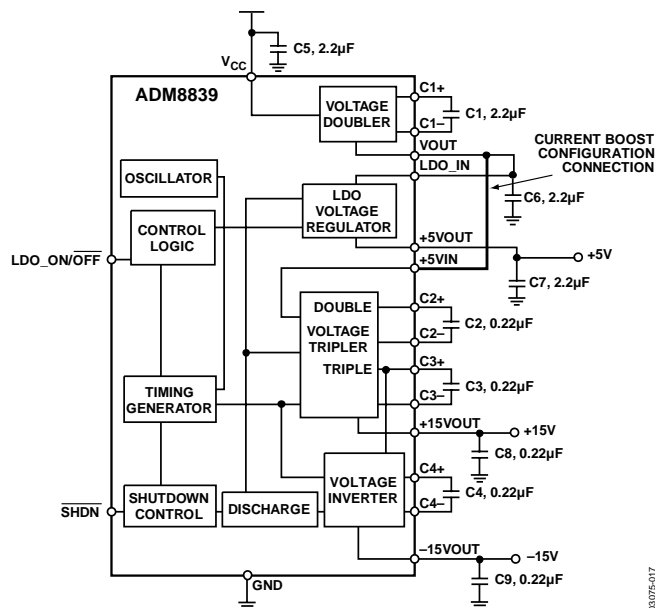 C5, 2.2µF
VCC
ADM8839
VOLTAGE
DOUBLER
C1+
C1–
C1, 2.2µF
VOUT
LDO_IN
CURRENT BOOST
CONFIGURATION
CONNECTION
OSCILLATOR
LDO
VOLTAGE
REGULATOR
C6, 2.2µF
CONTROL
LOGIC
LDO_ON/OFF
+5VOUT
+5V
+5VIN
C7, 2.2µF
DOUBLE
VOLTAGE
TRIPLER
TRIPLE
C2+
C2–
C2, 0.22µF
C3+
C3–
C3, 0.22µF
TIMING
GENERATOR
+15VOUT
+15V
C8, 0.22µF
VOLTAGE
INVERTER
C4+
C4–
C4, 0.22µF
SHDN
SHUTDOWN
CONTROL
DISCHARGE
–15VOUT
–15V
C9, 0.22µF
GND
03075-017